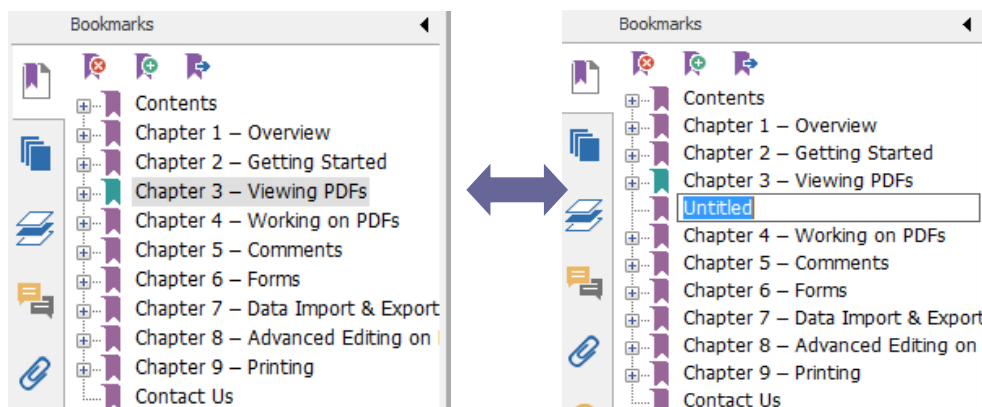 Bookmarks
Contents
Chapter 1 – Overview
Chapter 2 – Getting Started
Chapter 3 – Viewing PDFs
Chapter 4 – Working on PDFs
Chapter 5 – Comments
Chapter 6 – Forms
Chapter 7 – Data Import & Export
Chapter 8 – Advanced Editing on
Chapter 9 – Printing
Contact Us
Bookmarks
Contents
Chapter 1 – Overview
Chapter 2 – Getting Started
Chapter 3 – Viewing PDFs
Untitled
Chapter 4 – Working on PDFs
Chapter 5 – Comments
Chapter 6 – Forms
Chapter 7 – Data Import & Export
Chapter 8 – Advanced Editing on
Chapter 9 – Printing
Contact Us